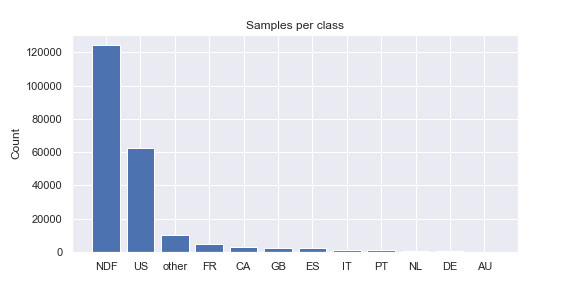 Samples per class
Count
120000
100000
80000
60000
40000
20000
0
NDF US other FR CA GB ES IT PT NL DE AU